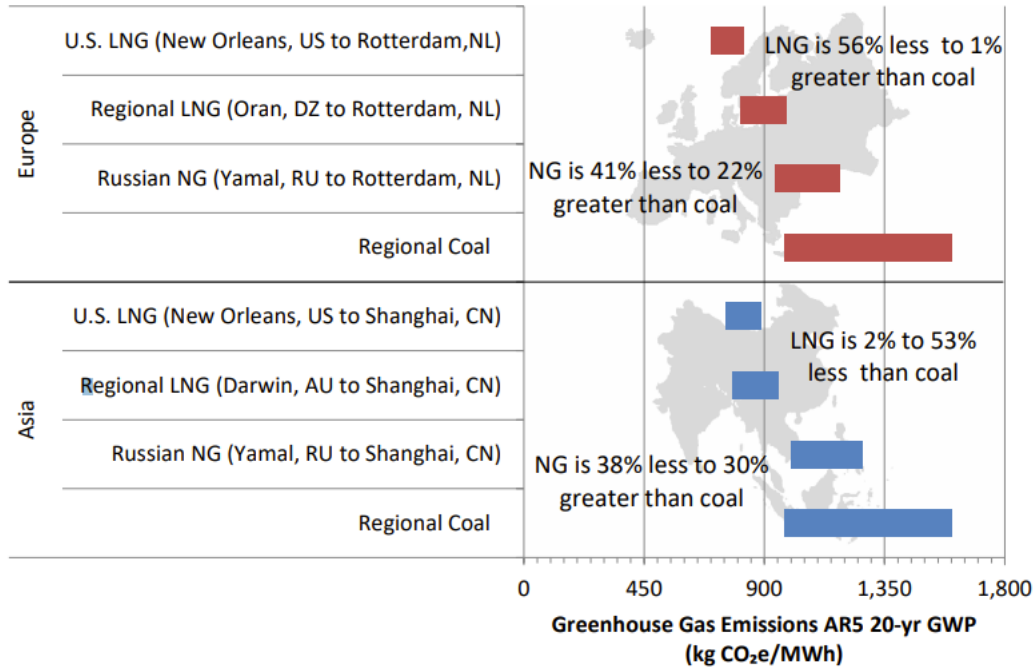 Europe
U.S. LNG (New Orleans, US to Rotterdam,NL)
LNG is 56% less  to 1%
greater than coal
Regional LNG (Oran, DZ to Rotterdam, NL)
Russian NG (Yamal, RU to Rotterdam, NL)
NG is 41% less to 22%
greater than coal
Regional Coal
Asia
U.S. LNG (New Orleans, US to Shanghai, CN)
LNG is 2% to 53%
less  than coal
Regional LNG (Darwin, AU to Shanghai, CN)
Russian NG (Yamal, RU to Shanghai, CN)
NG is 38% less to 30%
greater than coal
Regional Coal
0 450 900 1,350 1,800
Greenhouse Gas Emissions AR5 20-yr GWP
(kg CO₂e/MWh)